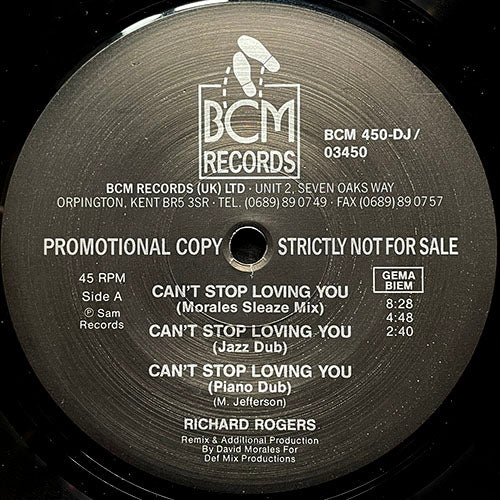 BCM
RECORDS
BCM 450-DJ/
03450
BCM RECORDS (UK) LTD · UNIT 2, SEVEN OAKS WAY
ORPINGTON, KENT BR5 3SR · TEL. (0689) 89 07 49 · FAX (0689) 89 07 57
PROMOTIONAL COPY STRICTLY NOT FOR SALE
45 RPM
Side A
℗ Sam
Records
GEMA
BIEM
CAN'T STOP LOVING YOU
(Morales Sleaze Mix) 8:28
CAN'T STOP LOVING YOU 4:48
(Jazz Dub) 2:40
CAN'T STOP LOVING YOU
(Piano Dub)
(M. Jefferson)
RICHARD ROGERS
Remix & Additional Production
By David Morales For
Def Mix Productions